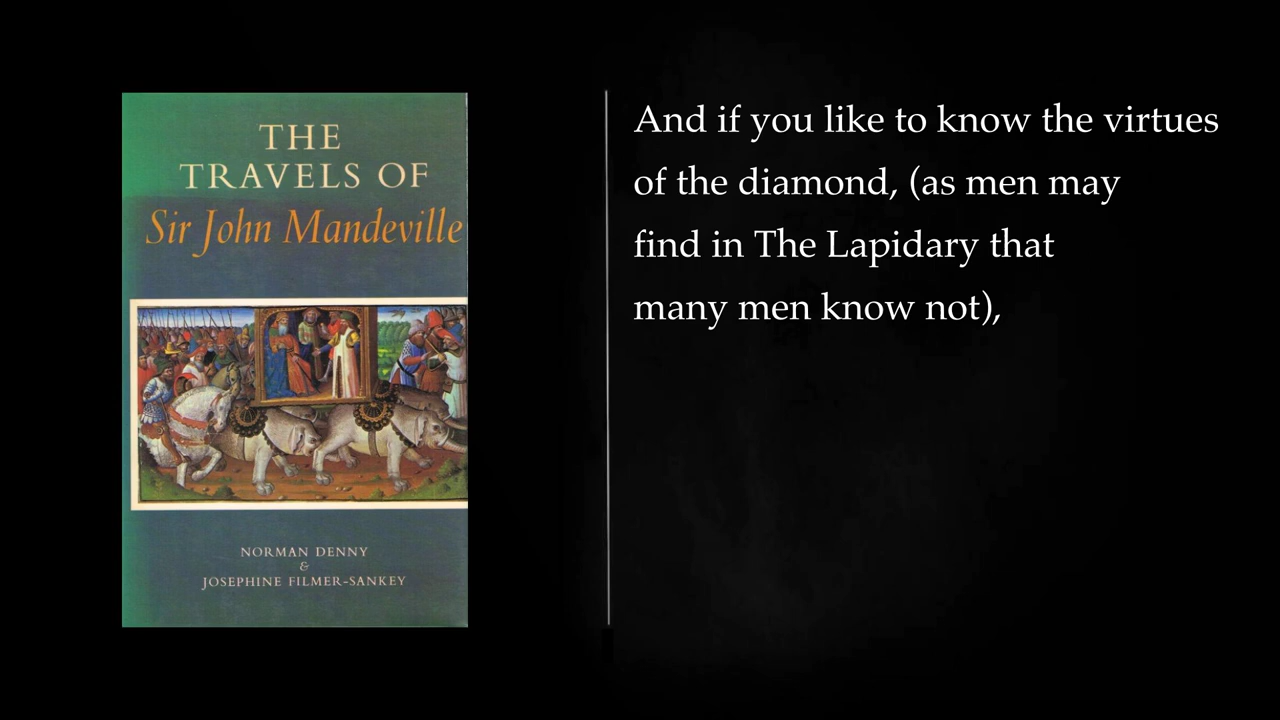 THE
TRAVELS OF
Sir John Mandeville
NORMAN DENNY
&
JOSEPHINE FILMER-SANKEY
And if you like to know the virtues
of the diamond, (as men may
find in The Lapidary that
many men know not),